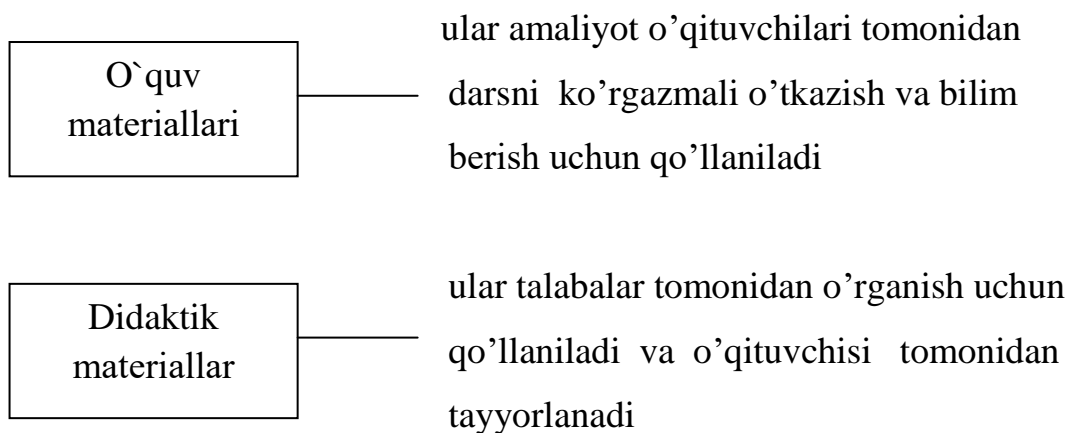 O`quv
materiallari
ular amaliyot o’qituvchilari tomonidan
darsni ko’rgazmali o’tkazish va bilim
berish uchun qo’llaniladi
Didaktik
materiallar
ular talabalar tomonidan o’rganish uchun
qo’llaniladi va o’qituvchisi tomonidan
tayyorlanadi